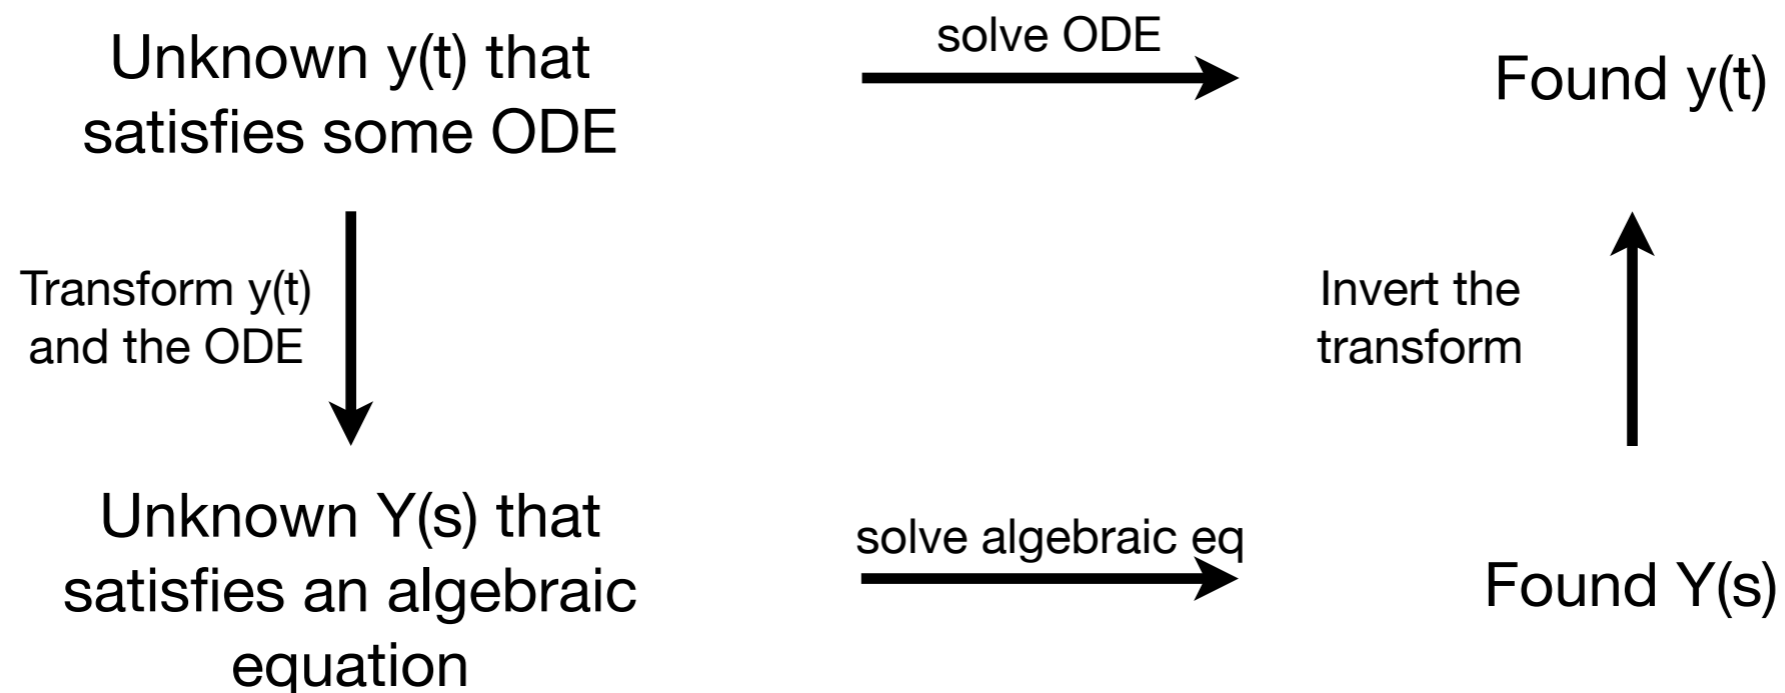 Unknown y(t) that
satisfies some ODE
solve ODE
Found y(t)
Transform y(t)
and the ODE
Invert the
transform
Unknown Y(s) that
satisfies an algebraic
equation
solve algebraic eq
Found Y(s)